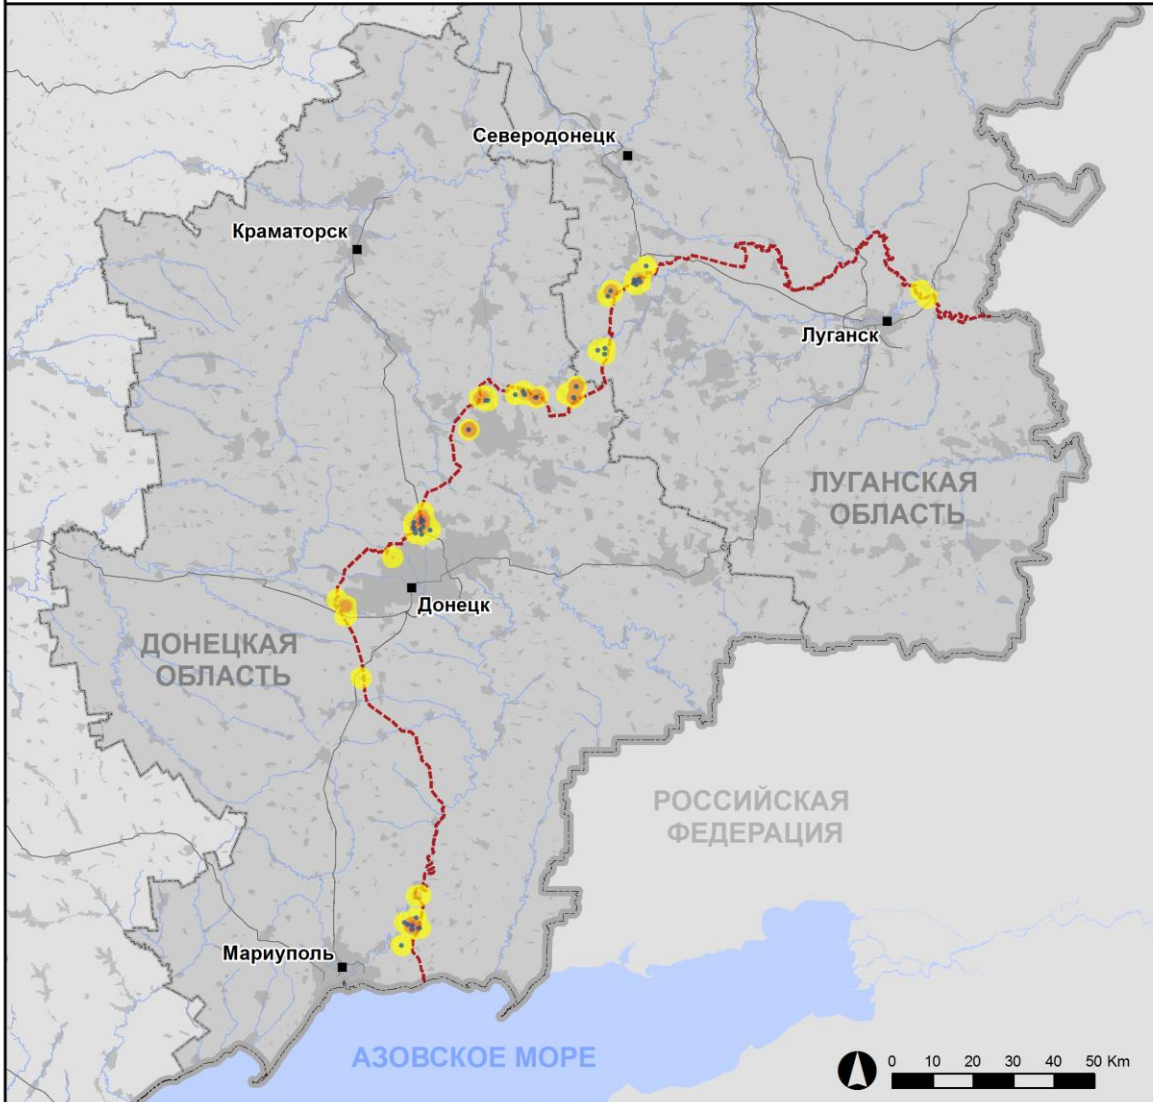 Северодонецк
Краматорск
Луганск
ЛУГАНСКАЯ
ОБЛАСТЬ
Донецк
ДОНЕЦКАЯ
ОБЛАСТЬ
РОССИЙСКАЯ
ФЕДЕРАЦИЯ
Мариуполь
АЗОВСКОЕ МОРЕ
0 10 20 30 40 50 Km